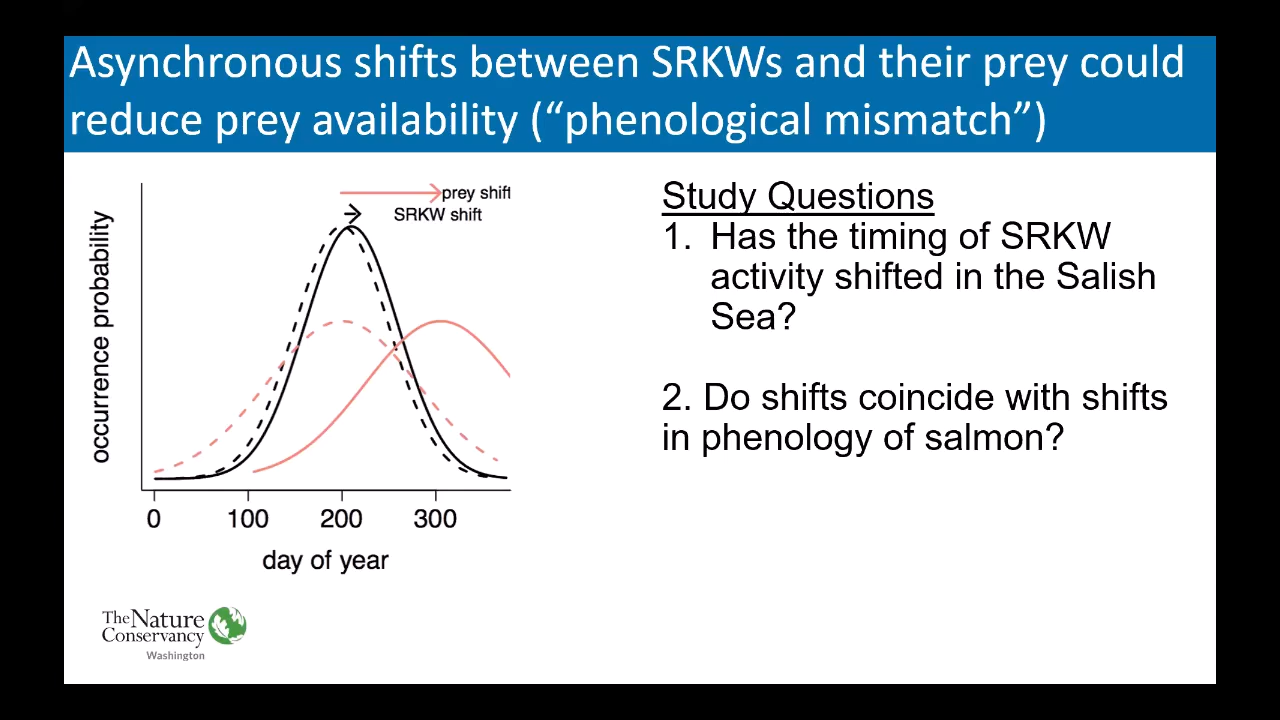 Asynchronous shifts between SRKWs and their prey could
reduce prey availability (“phenological mismatch”)
prey shift
SRKW shift
occurrence probability
0 100 200 300
day of year
Study Questions
1. Has the timing of SRKW
activity shifted in the Salish
Sea?
2. Do shifts coincide with shifts
in phenology of salmon?
The Nature
Conservancy
Washington